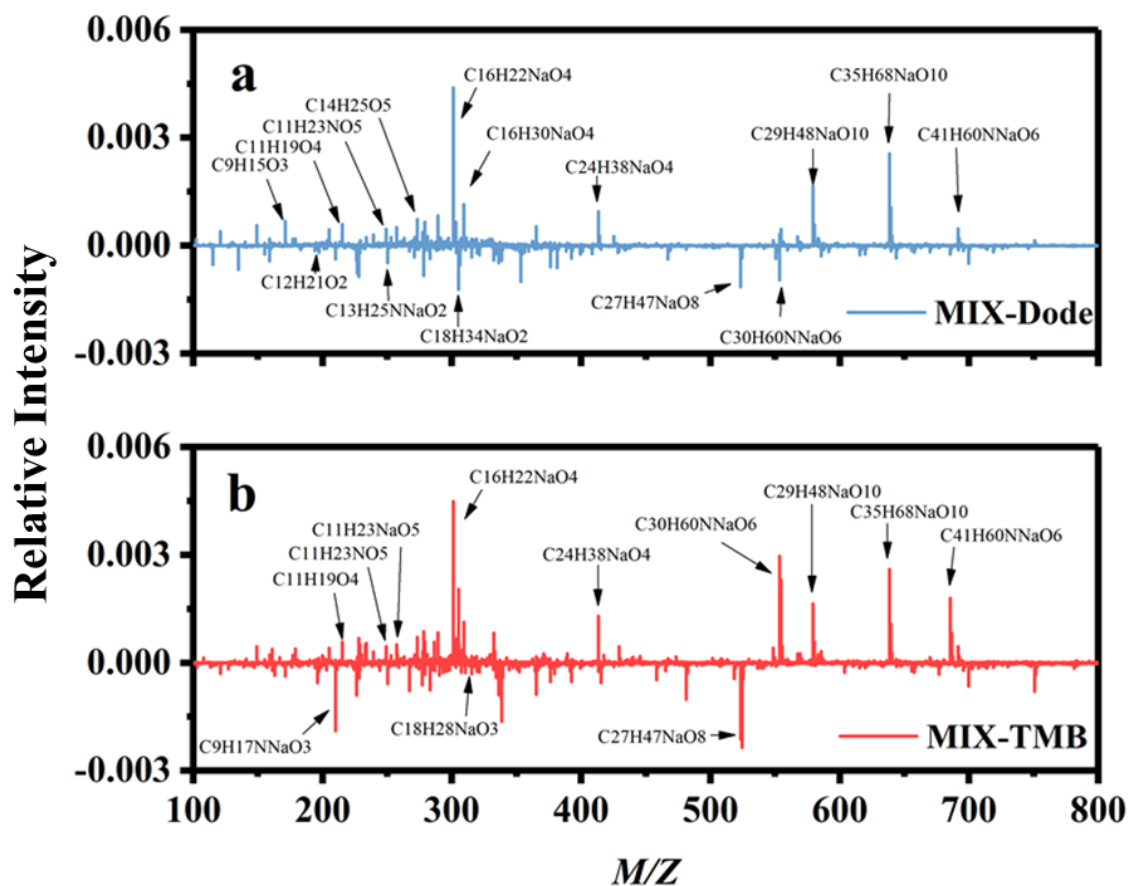 Relative Intensity
0.006
0.003
0.000
-0.003
a
C16H22NaO4
C14H25O5
C11H23NO5
C11H19O4
C9H15O3
C16H30NaO4
C24H38NaO4
C35H68NaO10
C29H48NaO10
C41H60NNaO6
C12H21O2
C13H25NNaO2
C18H34NaO2
C27H47NaO8
C30H60NNaO6
MIX-Dode
0.006
0.003
0.000
-0.003
b
C16H22NaO4
C11H23NaO5
C11H23NO5
C11H19O4
C24H38NaO4
C30H60NNaO6
C29H48NaO10
C35H68NaO10
C41H60NNaO6
C9H17NNaO3
C18H28NaO3
C27H47NaO8
MIX-TMB
100 200 300 400 500 600 700 800
M/Z